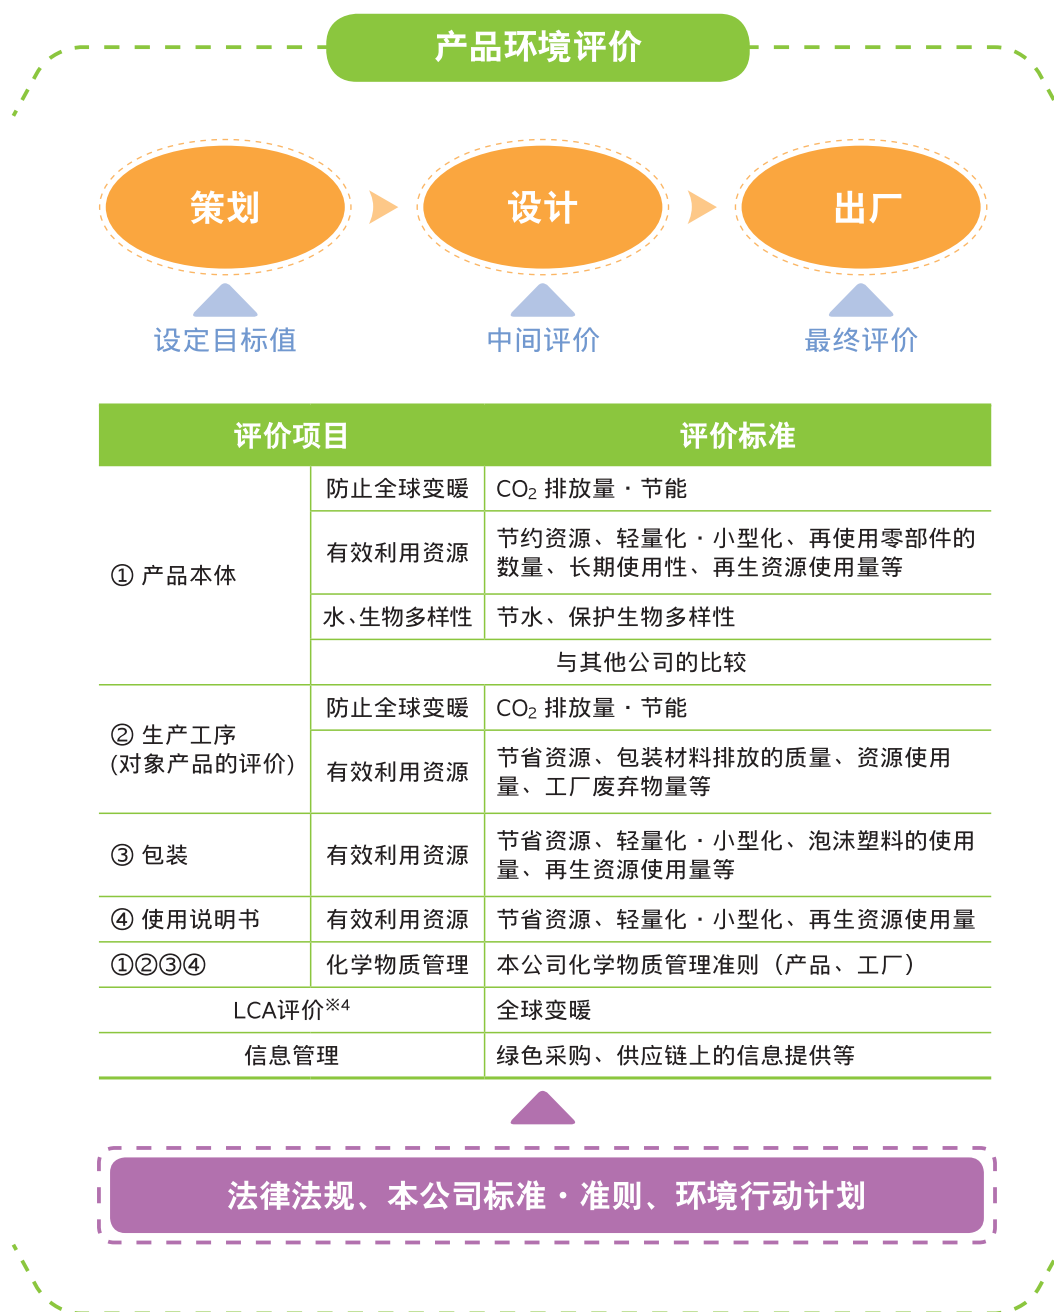 产品环境评价
策划
设计
出厂
设定目标值
中间评价
最终评价
评价项目
评价标准
① 产品本体
防止全球变暖
CO₂ 排放量・节能
有效利用资源
节约资源、轻量化・小型化、再使用零部件的
数量、长期使用性、再生资源使用量等
水、生物多样性
节水、保护生物多样性
与其他公司的比较
② 生产工序
(对象产品的评价)
防止全球变暖
CO₂ 排放量・节能
有效利用资源
节省资源、包装材料排放的质量、资源使用
量、工厂废弃物量等
③ 包装
有效利用资源
节省资源、轻量化・小型化、泡沫塑料的使用
量、再生资源使用量等
④ 使用说明书
有效利用资源
节省资源、轻量化・小型化、再生资源使用量
①②③④
化学物质管理
本公司化学物质管理准则（产品、工厂）
LCA评价※4
全球变暖
信息管理
绿色采购、供应链上的信息提供等
法律法规、本公司标准・准则、环境行动计划